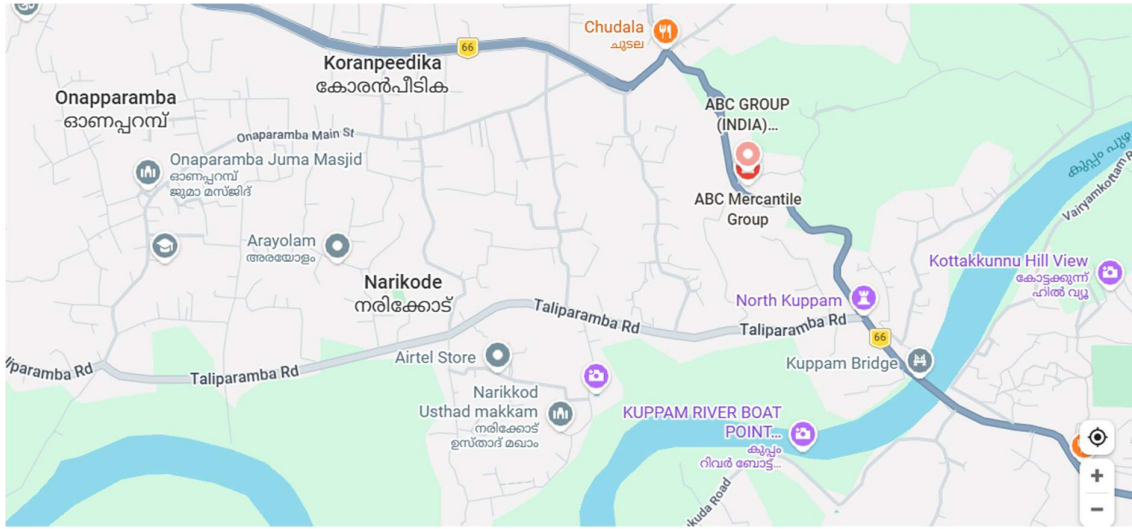 Chudala
ചുടല
66
Koranpeedika
കോരൻപീടിക
Onapparamba
ഓണപ്പറമ്പ്
ABC GROUP
(INDIA)...
Onaparamba Main St
Onaparamba Juma Masjid
ഓണപ്പറമ്പ്
ജുമാ മസ്ജിദ്
കുപ്പം പുഴ
Vairyamkottam R
ABC Mercantile
Group
Arayolam
അരയോളം
Kottakkunnu Hill View
കോട്ടക്കുന്ന്
ഹിൽ വ്യൂ
Narikode
നരിക്കോട്
North Kuppam
Taliparamba Rd
Taliparamba Rd
66
Airtel Store
Kuppam Bridge
liparamba Rd
Taliparamba Rd
Narikkod
Usthad makkam
നരിക്കോട്
ഉസ്താദ് മഖാം
KUPPAM RIVER BOAT
POINT...
കുപ്പം
റിവർ ബോട്ട്...
kuda Road